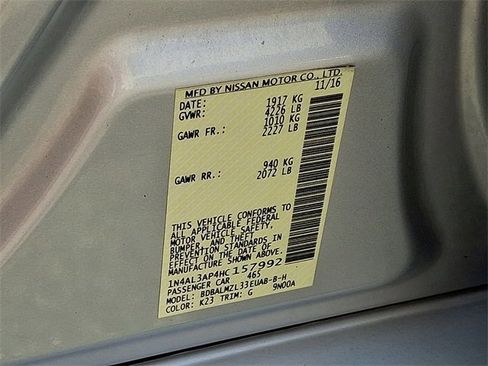 MFD BY NISSAN MOTOR CO., LTD.
DATE: 11/16
GVWR: 1917 KG
4226 LB
GAWR FR.: 1010 KG
2227 LB
GAWR RR.: 940 KG
2072 LB
THIS VEHICLE CONFORMS TO
ALL APPLICABLE FEDERAL
MOTOR VEHICLE SAFETY,
BUMPER, AND THEFT
PREVENTION STANDARDS IN
EFFECT ON THE DATE OF
MANUFACTURE SHOWN ABOVE.
1N4AL3AP4HC157992
PASSENGER CAR 465
MODEL: BDBALMZL33EUAB-B-H
COLOR: K23 TRIM: G 9N00A